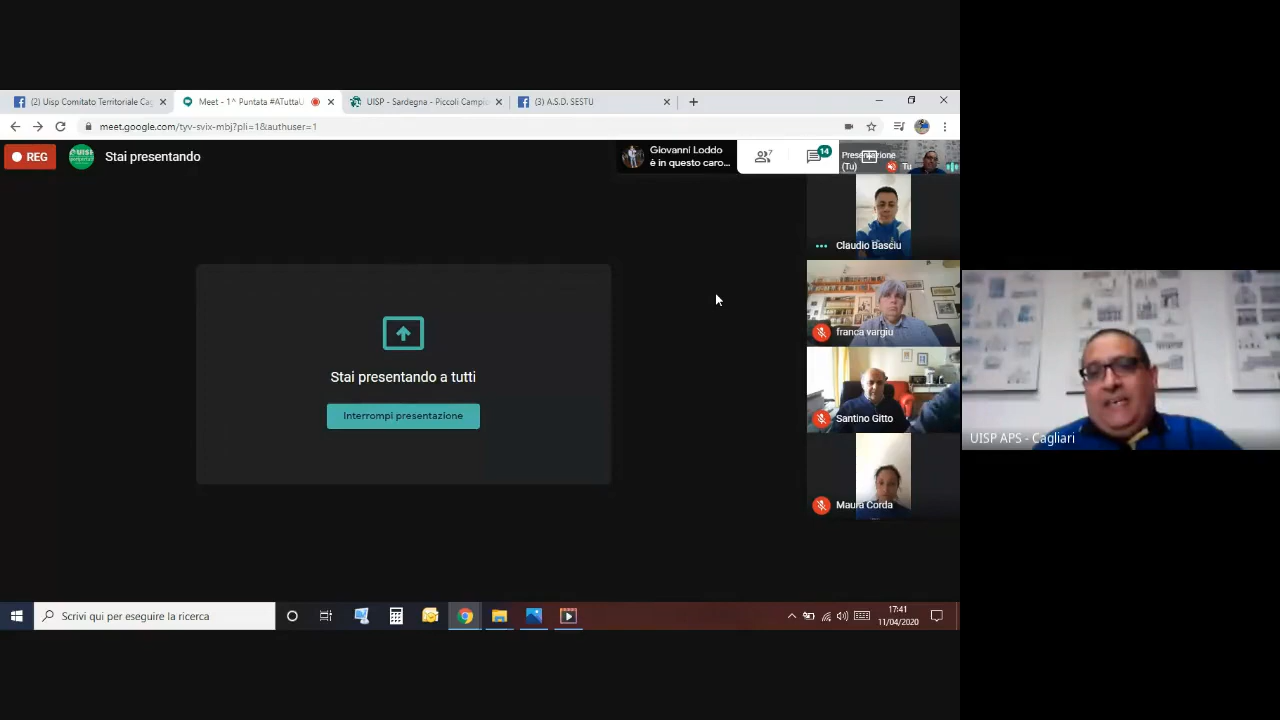 (2) Uisp Comitato Territoriale Cag
Meet - 1^ Puntata #ATuttaU
UISP - Sardegna - Piccoli Campio
(3) A.S.D. SESTU
meet.google.com/tyv-svix-mbj?pli=1&authuser=1
REG
Stai presentando
Giovanni Loddo
è in questo caro...
7
14
Presentazione
(Tu)
Tu
Claudio Basciu
franca vargiu
Stai presentando a tutti
Interrompi presentazione
Santino Gitto
UISP APS - Cagliari
Maura Corda
Scrivi qui per eseguire la ricerca
17:41
11/04/2020